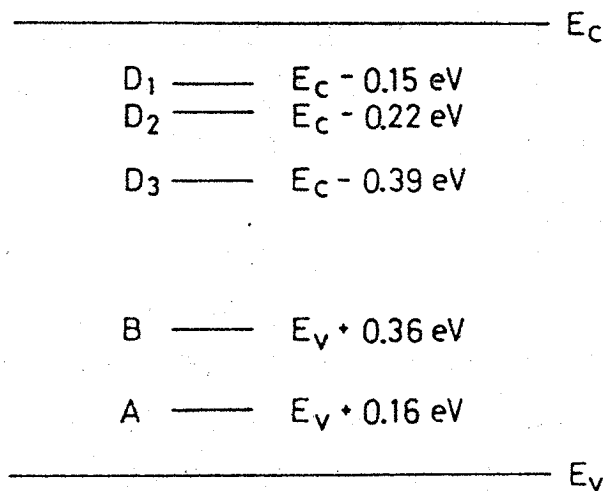 E_C
D_1 E_C - 0.15 eV
D_2 E_C - 0.22 eV
D_3 E_C - 0.39 eV
B E_V + 0.36 eV
A E_V + 0.16 eV
E_V